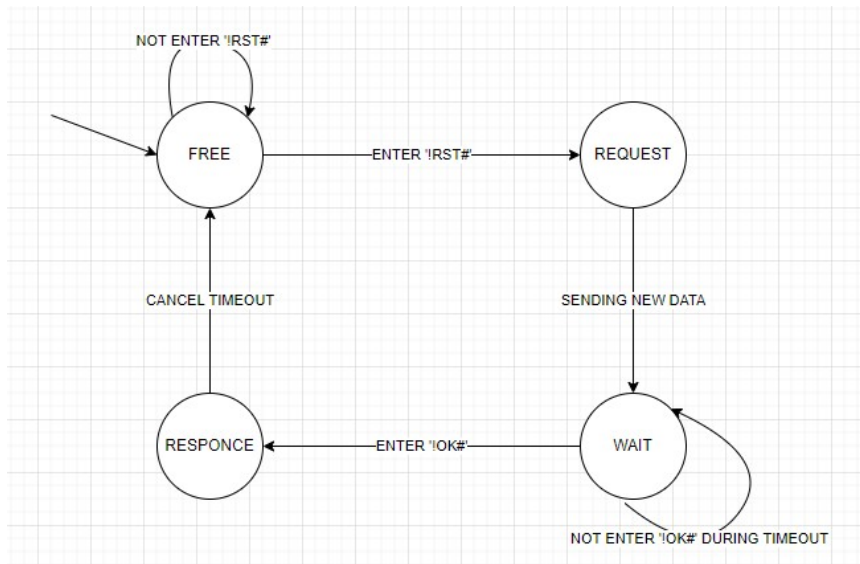 NOT ENTER '!RST#'
FREE
ENTER '!RST#'
REQUEST
CANCEL TIMEOUT
SENDING NEW DATA
RESPONCE
ENTER '!OK#'
WAIT
NOT ENTER '!OK#' DURING TIMEOUT